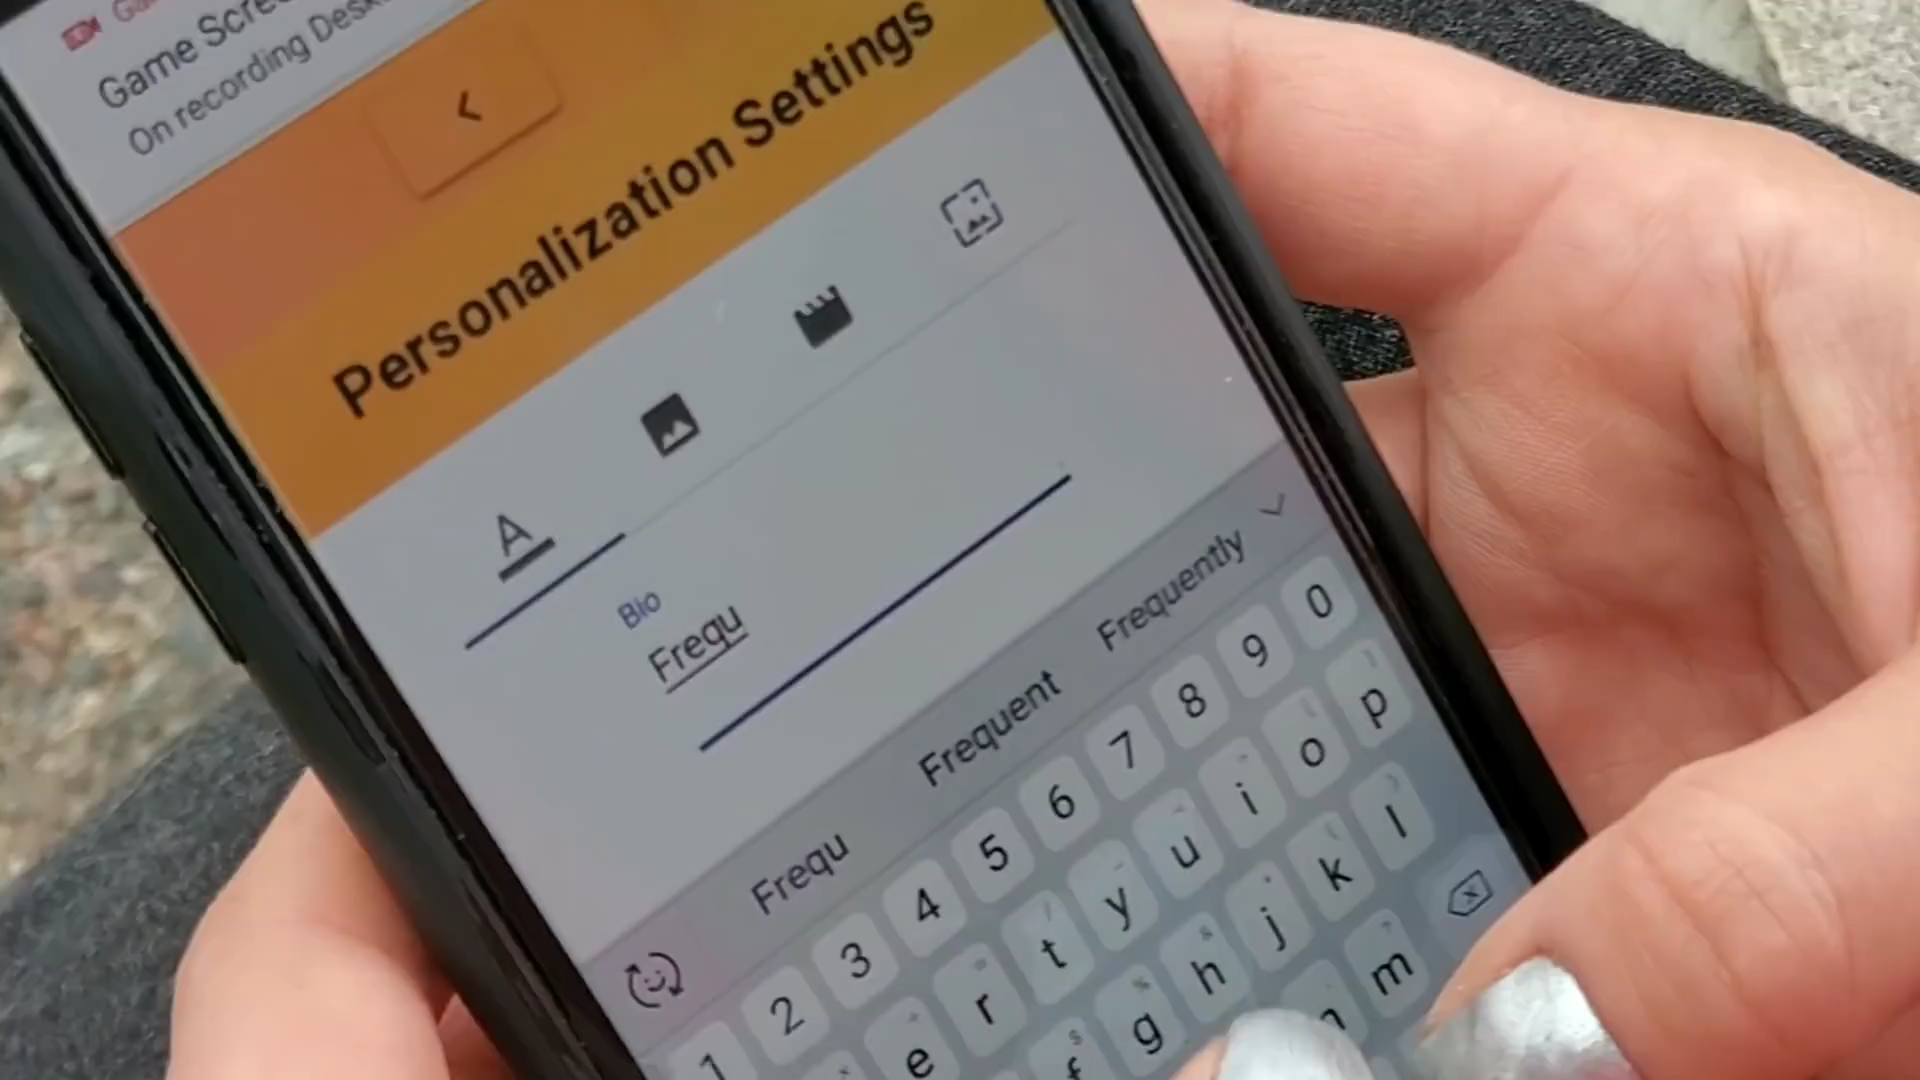 Game Scre
On recording Desk
Personalization Settings
A
Bio
Frequ
Frequ Frequent Frequently
1 2 3 4 5 6 7 8 9 0
e r t y u i o p
f g h j k l
n m